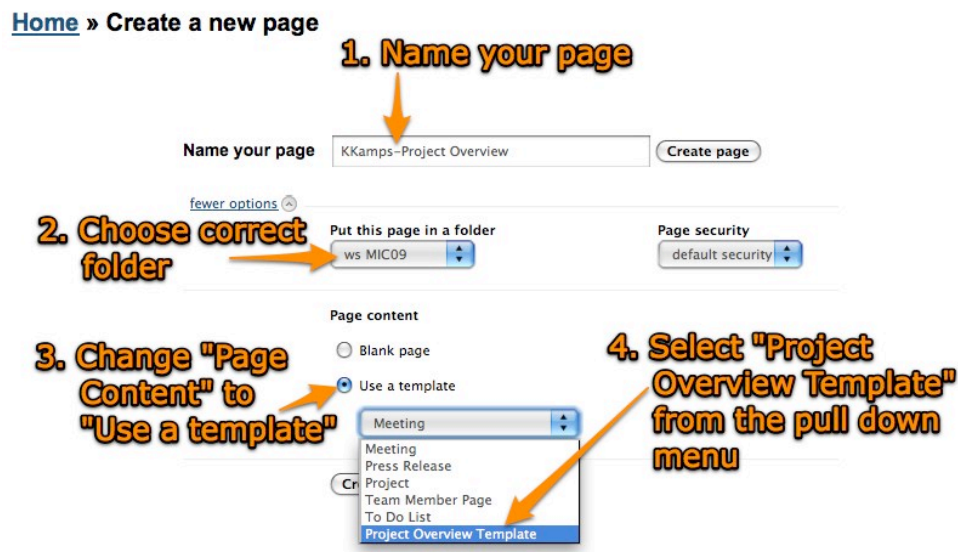 Home » Create a new page
1. Name your page
Name your page
KKamps-Project Overview
Create page
fewer options
2. Choose correct
folder
Put this page in a folder
ws MIC09
Page security
default security
Page content
Blank page
3. Change "Page
Content" to
"Use a template"
Use a template
Meeting
4. Select "Project
Overview Template"
from the pull down
menu
Meeting
Press Release
Project
Team Member Page
To Do List
Project Overview Template